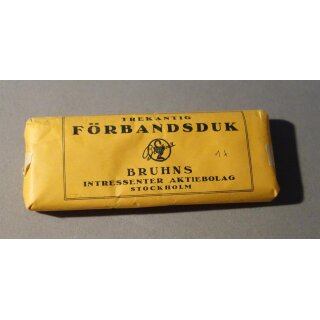 TREKANTIG
FÖRBANDSDUK
BRUHNS
INTRESSENTER AKTIEBOLAG
STOCKHOLM